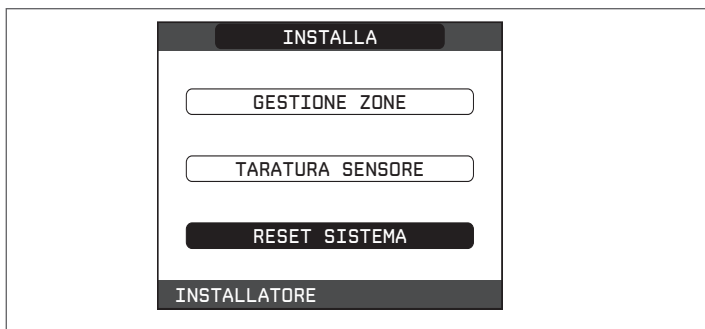 INSTALLA
GESTIONE ZONE
TARATURA SENSORE
RESET SISTEMA
INSTALLATORE